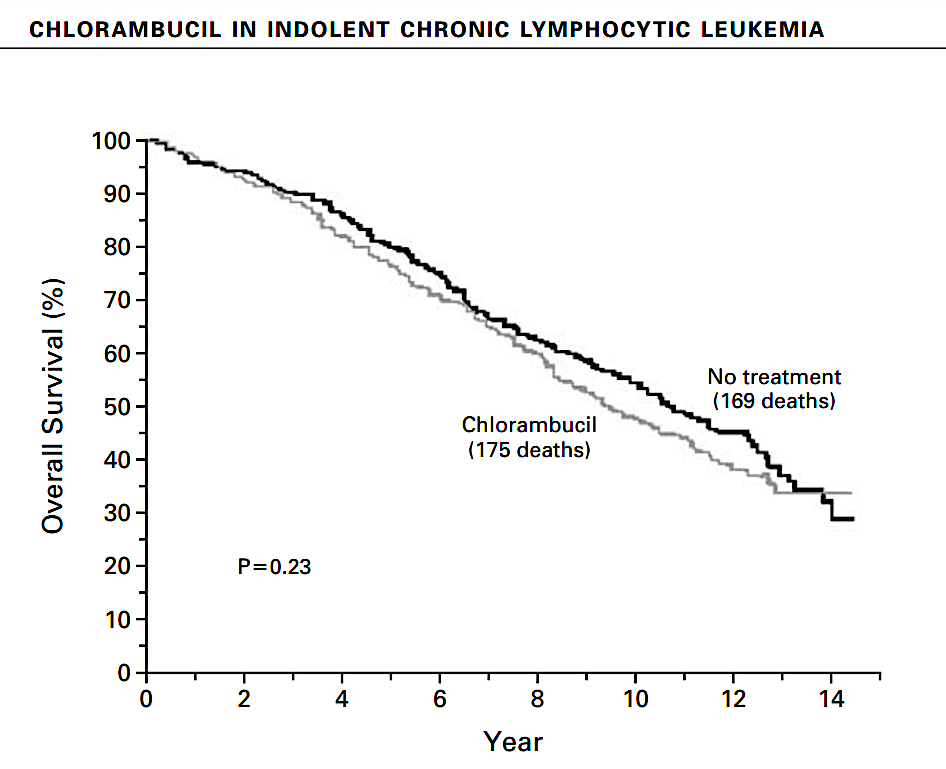 CHLORAMBUCIL IN INDOLENT CHRONIC LYMPHOCYTIC LEUKEMIA
100
90
80
70
60
50
40
30
20
10
0
Overall Survival (%)
No treatment
(169 deaths)
Chlorambucil
(175 deaths)
P=0.23
0 2 4 6 8 10 12 14
Year